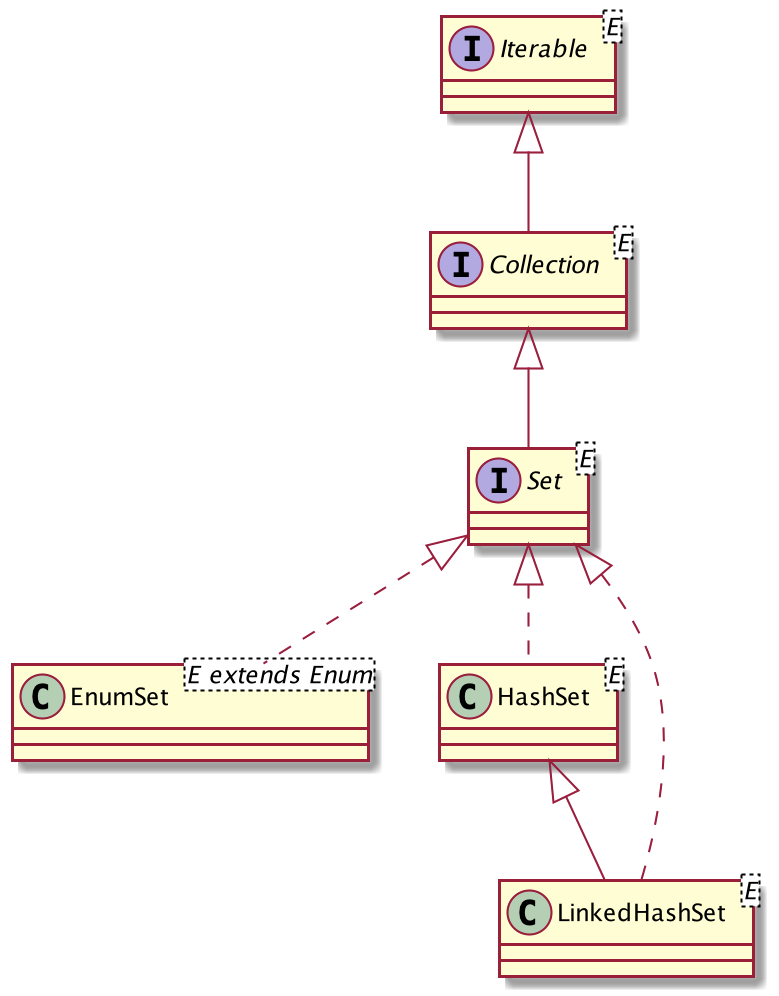 E
I Iterable
E
I Collection
E
I Set
E extends Enum
C EnumSet
E
C HashSet
E
C LinkedHashSet